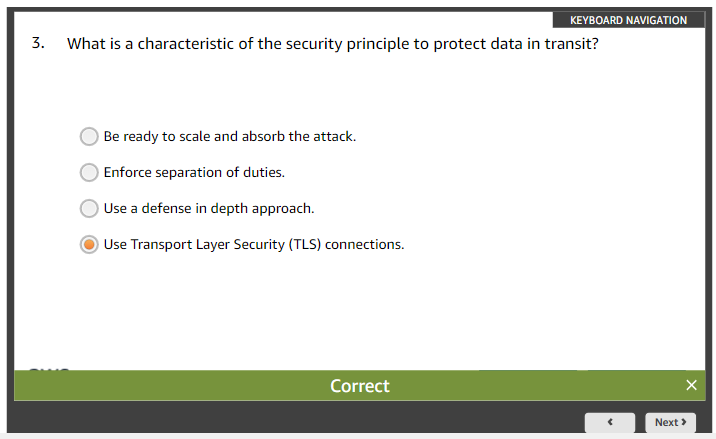 KEYBOARD NAVIGATION
3. What is a characteristic of the security principle to protect data in transit?
Be ready to scale and absorb the attack.
Enforce separation of duties.
Use a defense in depth approach.
Use Transport Layer Security (TLS) connections.
Correct
Next